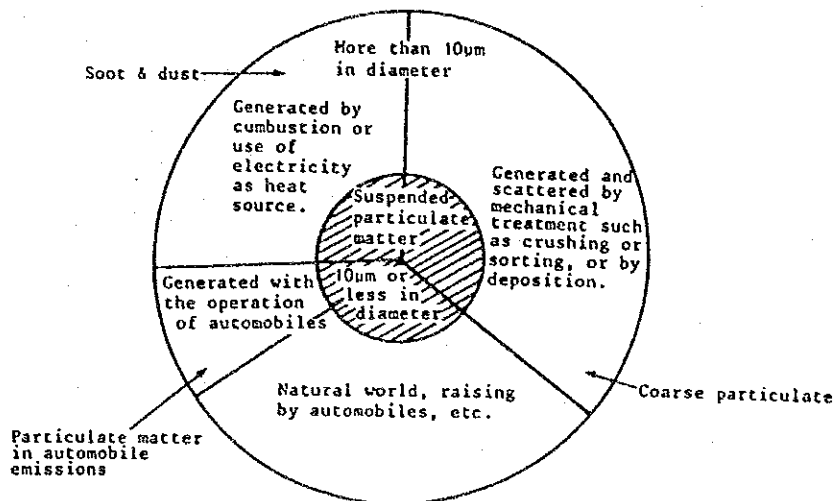 More than 10μm
in diameter
Soot & dust
Generated by
cumbustion or
use of
electricity
as heat
source.
Generated and
scattered by
mechanical
treatment such
as crushing or
sorting, or by
deposition.
Suspended
particulate
matter
10μm or
less in
diameter
Generated with
the operation
of automobiles
Natural world, raising
by automobiles, etc.
Coarse particulate
Particulate matter
in automobile
emissions